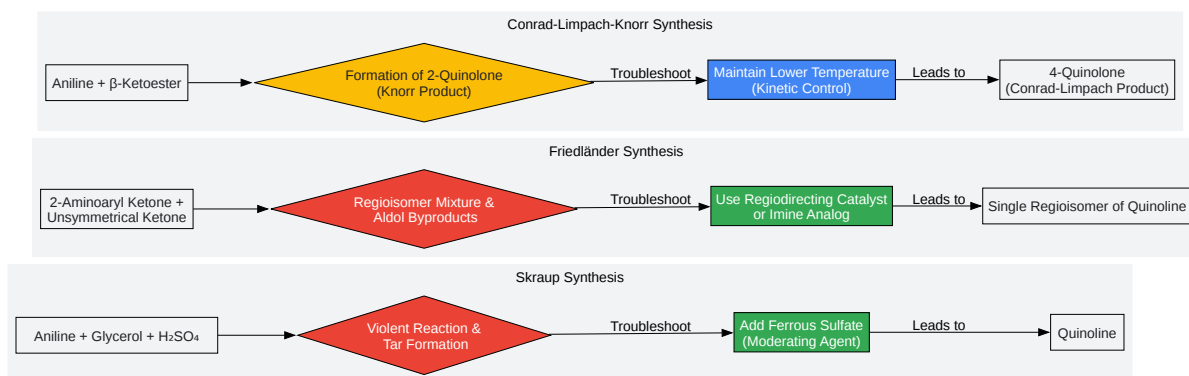 Conrad-Limpach-Knorr Synthesis
Aniline + β-Ketoester
Formation of 2-Quinolone
(Knorr Product)
Troubleshoot
Maintain Lower Temperature
(Kinetic Control)
Leads to
4-Quinolone
(Conrad-Limpach Product)
Friedländer Synthesis
2-Aminoaryl Ketone +
Unsymmetrical Ketone
Regioisomer Mixture &
Aldol Byproducts
Troubleshoot
Use Regiodirecting Catalyst
or Imine Analog
Leads to
Single Regioisomer of Quinoline
Skraup Synthesis
Aniline + Glycerol + H₂SO₄
Violent Reaction &
Tar Formation
Troubleshoot
Add Ferrous Sulfate
(Moderating Agent)
Leads to
Quinoline